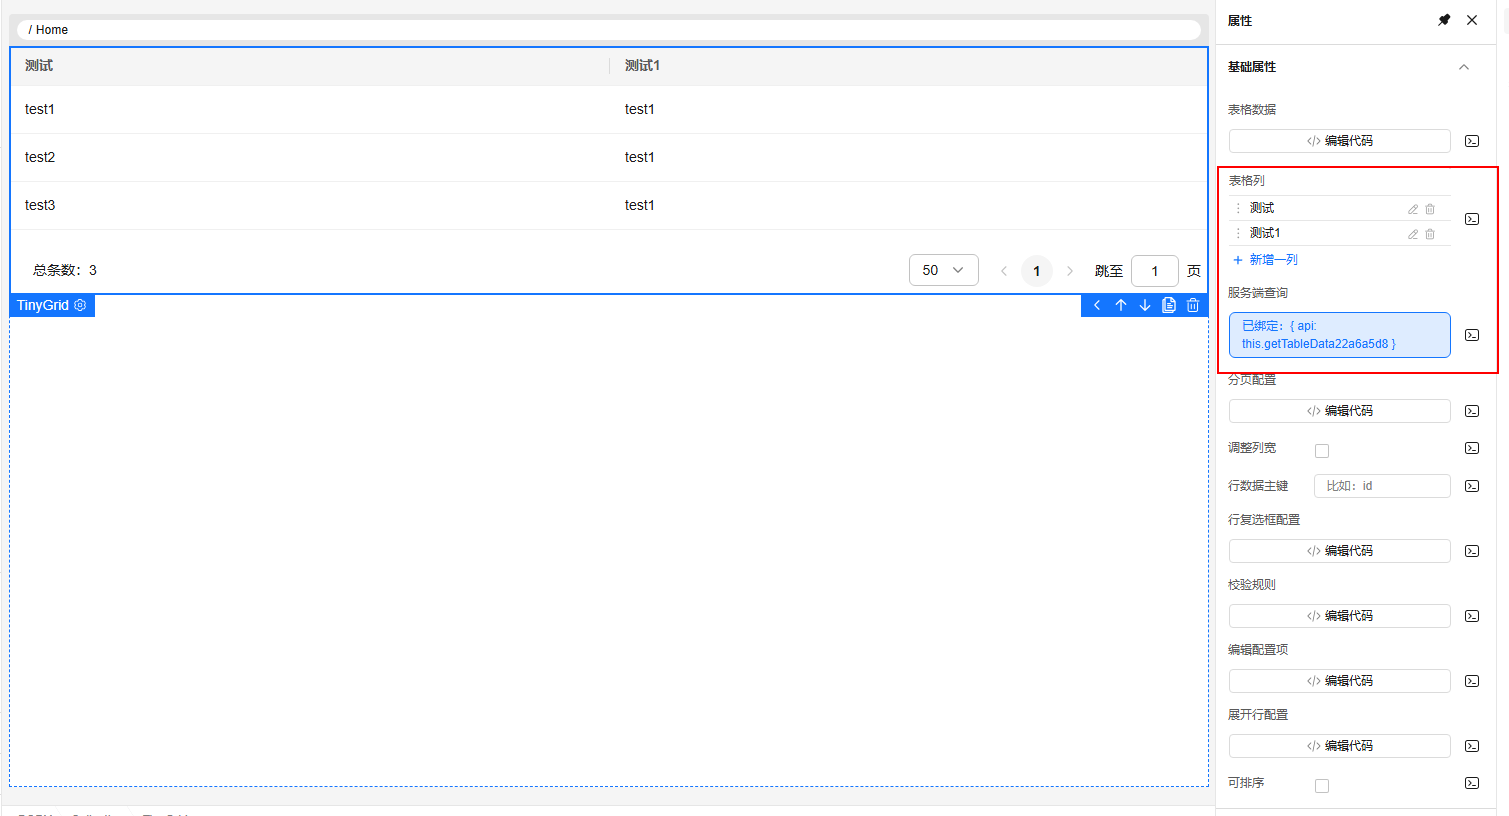 / Home
测试 测试1
test1 test1
test2 test1
test3 test1
总条数：3 50 1 跳至 1 页
TinyGrid
属性
基础属性
表格数据
</> 编辑代码
表格列
测试
测试1
+ 新增一列
服务端查询
已绑定：{ api:
this.getTableData22a6a5d8 }
分页配置
</> 编辑代码
调整列宽
行数据主键 比如：id
行复选框配置
</> 编辑代码
校验规则
</> 编辑代码
编辑配置项
</> 编辑代码
展开行配置
</> 编辑代码
可排序